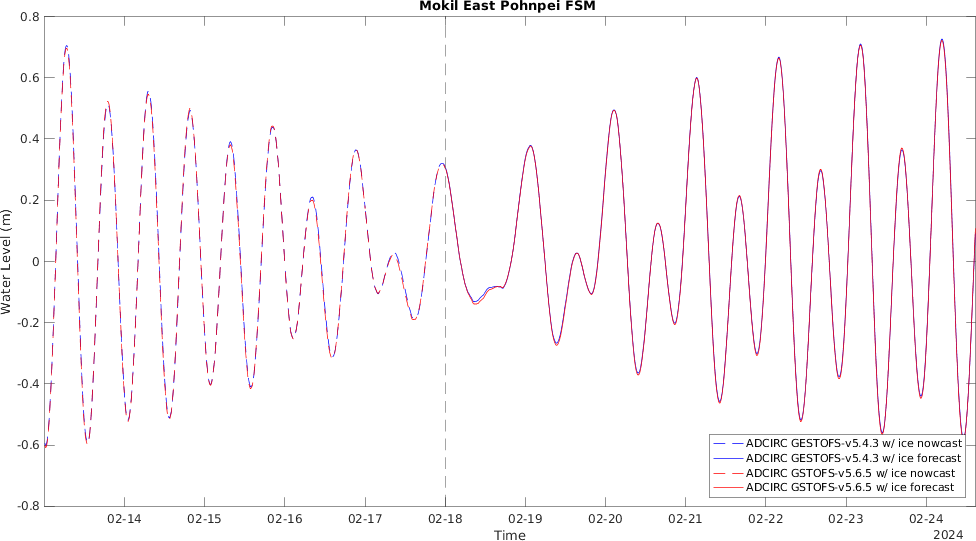 Mokil East Pohnpei FSM
0.8
0.6
0.4
0.2
0
-0.2
-0.4
-0.6
-0.8
Water Level (m)
02-14 02-15 02-16 02-17 02-18 02-19 02-20 02-21 02-22 02-23 02-24
Time
2024
ADCIRC GESTOFS-v5.4.3 w/ ice nowcast
ADCIRC GESTOFS-v5.4.3 w/ ice forecast
ADCIRC GSTOFS-v5.6.5 w/ ice nowcast
ADCIRC GSTOFS-v5.6.5 w/ ice forecast